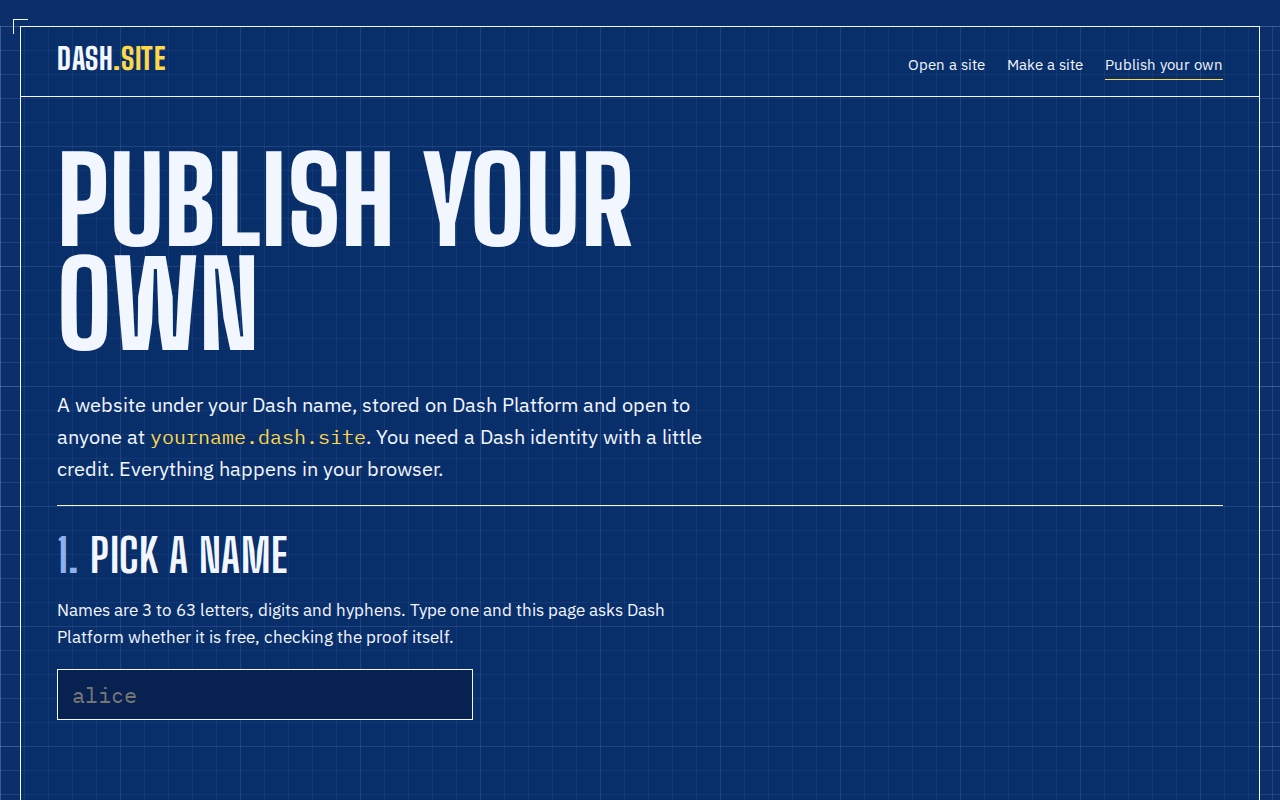 DASH.SITE
Open a site
Make a site
Publish your own
PUBLISH YOUR
OWN
A website under your Dash name, stored on Dash Platform and open to
anyone at yourname.dash.site. You need a Dash identity with a little
credit. Everything happens in your browser.
1. PICK A NAME
Names are 3 to 63 letters, digits and hyphens. Type one and this page asks Dash
Platform whether it is free, checking the proof itself.
alice